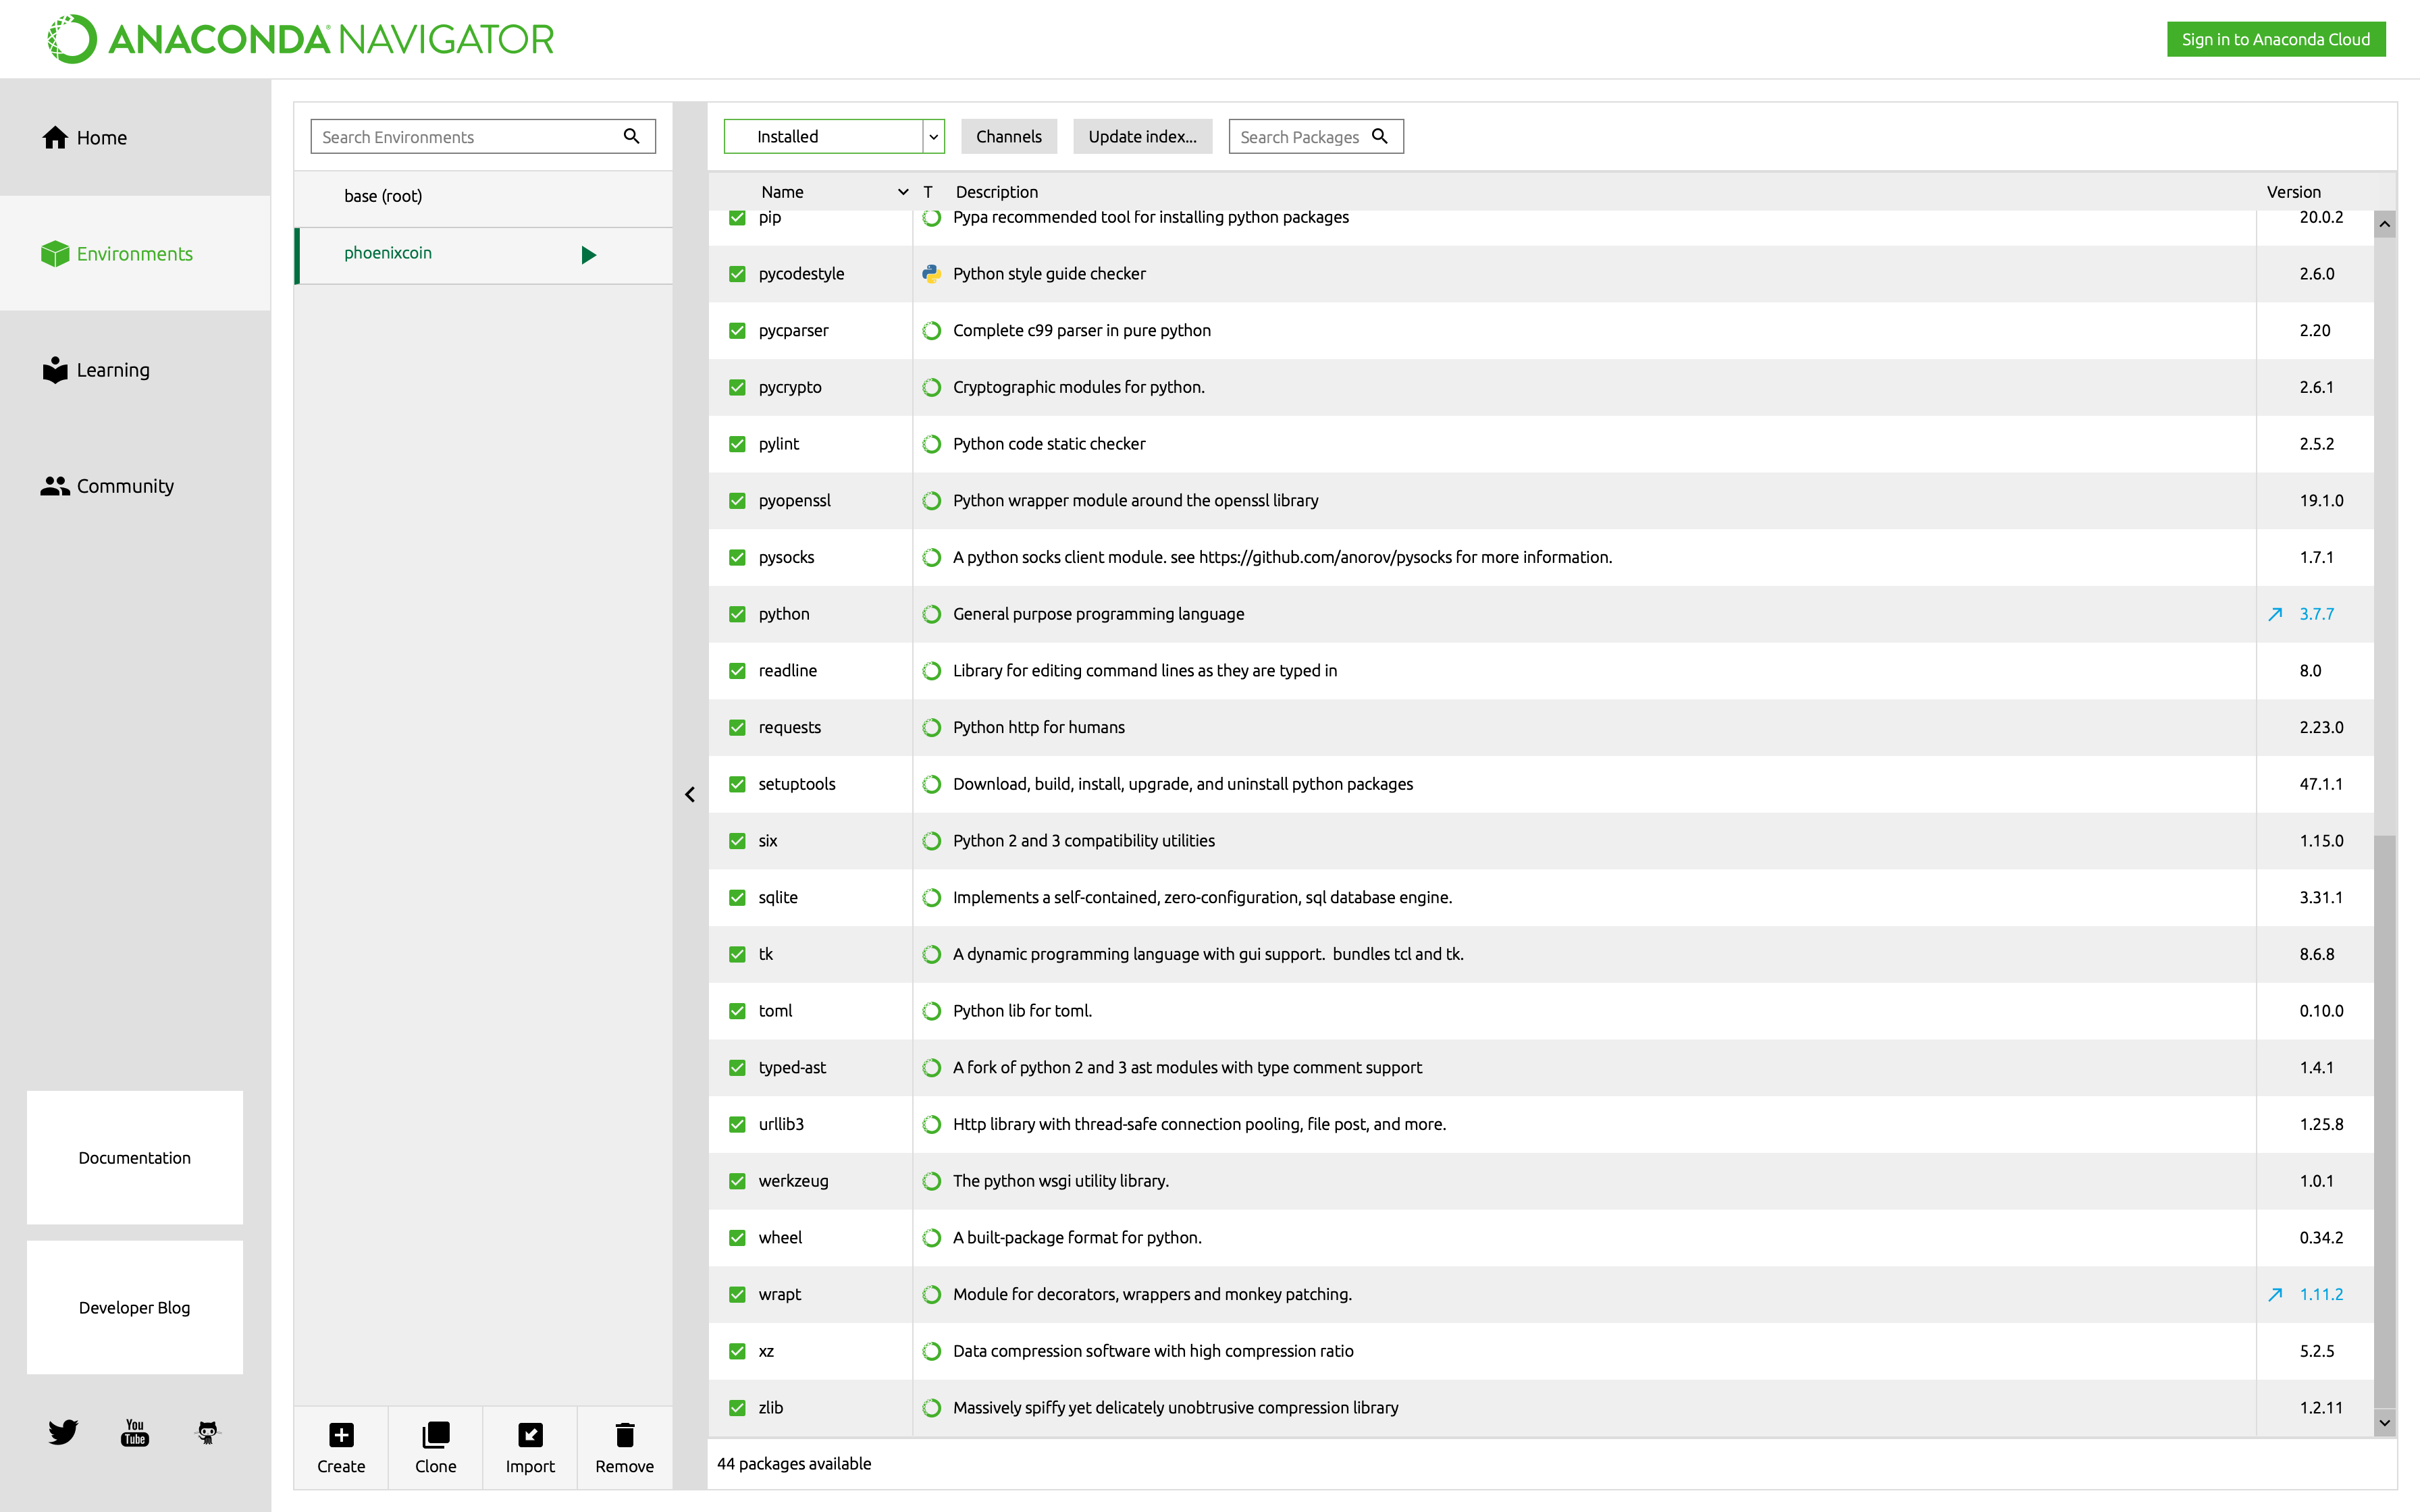 ANACONDA NAVIGATOR
Sign in to Anaconda Cloud
Home
Environments
Learning
Community
Documentation
Developer Blog
You
Tube
Search Environments
base (root)
phoenixcoin
Create
Clone
Import
Remove
Installed
Channels
Update index...
Search Packages
Name T Description Version
pip Pypa recommended tool for installing python packages 20.0.2
pycodestyle Python style guide checker 2.6.0
pycparser Complete c99 parser in pure python 2.20
pycrypto Cryptographic modules for python. 2.6.1
pylint Python code static checker 2.5.2
pyopenssl Python wrapper module around the openssl library 19.1.0
pysocks A python socks client module. see https://github.com/anorov/pysocks for more information. 1.7.1
python General purpose programming language 3.7.7
readline Library for editing command lines as they are typed in 8.0
requests Python http for humans 2.23.0
setuptools Download, build, install, upgrade, and uninstall python packages 47.1.1
six Python 2 and 3 compatibility utilities 1.15.0
sqlite Implements a self-contained, zero-configuration, sql database engine. 3.31.1
tk A dynamic programming language with gui support. bundles tcl and tk. 8.6.8
toml Python lib for toml. 0.10.0
typed-ast A fork of python 2 and 3 ast modules with type comment support 1.4.1
urllib3 Http library with thread-safe connection pooling, file post, and more. 1.25.8
werkzeug The python wsgi utility library. 1.0.1
wheel A built-package format for python. 0.34.2
wrapt Module for decorators, wrappers and monkey patching. 1.11.2
xz Data compression software with high compression ratio 5.2.5
zlib Massively spiffy yet delicately unobtrusive compression library 1.2.11
44 packages available